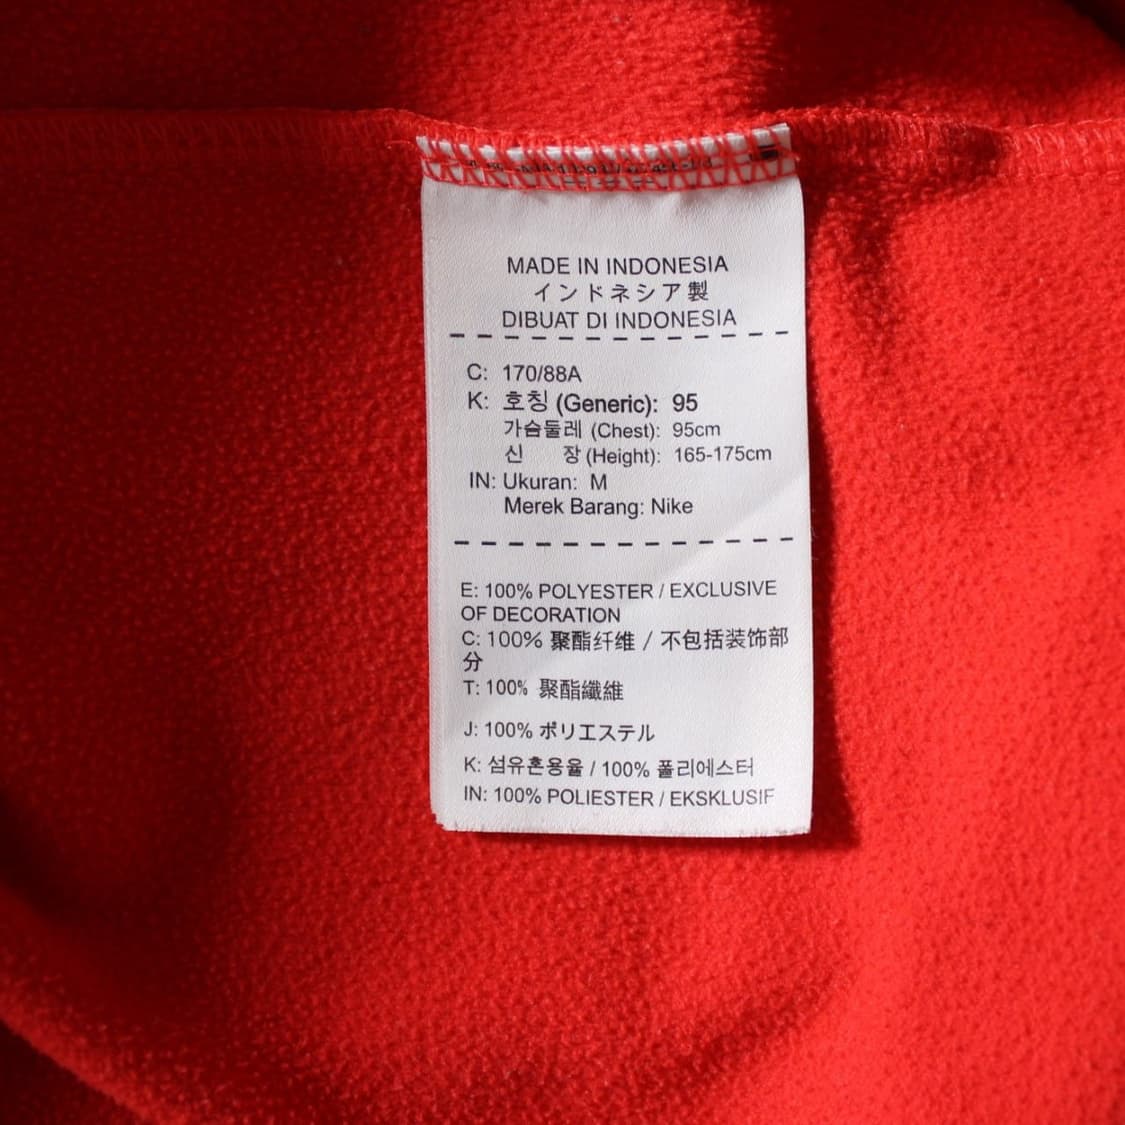 MADE IN INDONESIA
インドネシア製
DIBUAT DI INDONESIA
C: 170/88A
K: 호칭 (Generic): 95
가슴둘레 (Chest): 95cm
신 장 (Height): 165-175cm
IN: Ukuran: M
Merek Barang: Nike
E: 100% POLYESTER / EXCLUSIVE
OF DECORATION
C: 100% 聚酯纤维 / 不包括装饰部
分
T: 100% 聚酯纖維
J: 100% ポリエステル
K: 섬유혼용율 / 100% 폴리에스터
IN: 100% POLIESTER / EKSKLUSIF